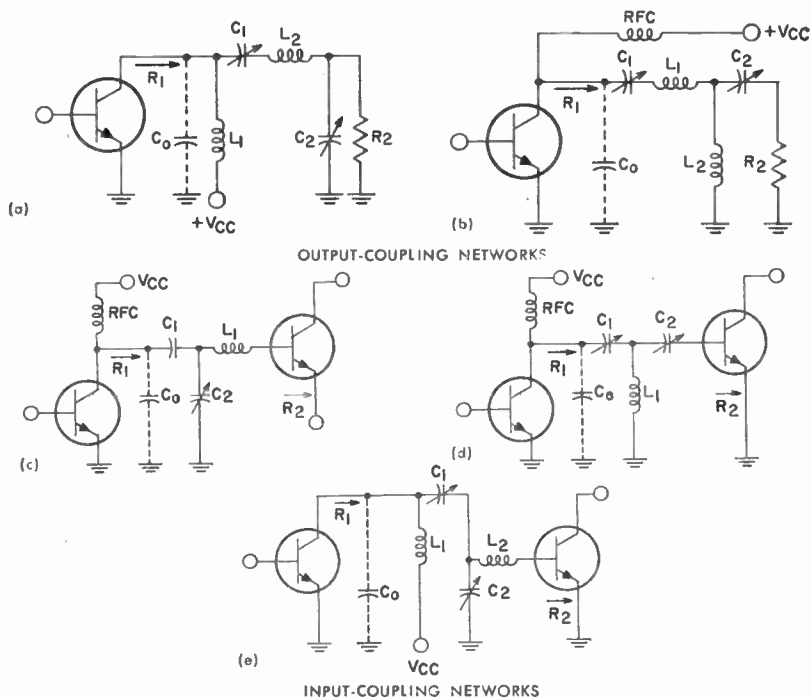 C1 L2
R1
C0 L1 C2 R2
+VCC
(a)
RFC
+VCC
C1 L1 C2
R1
C0 L2 R2
(b)
OUTPUT-COUPLING NETWORKS
VCC
RFC
C1 L1
R1
C0 C2
R2
(c)
VCC
RFC
C1 C2
R1
C0 L1
R2
(d)
C1
R1
L1 L2
C0 C2
R2
VCC
(e)
INPUT-COUPLING NETWORKS